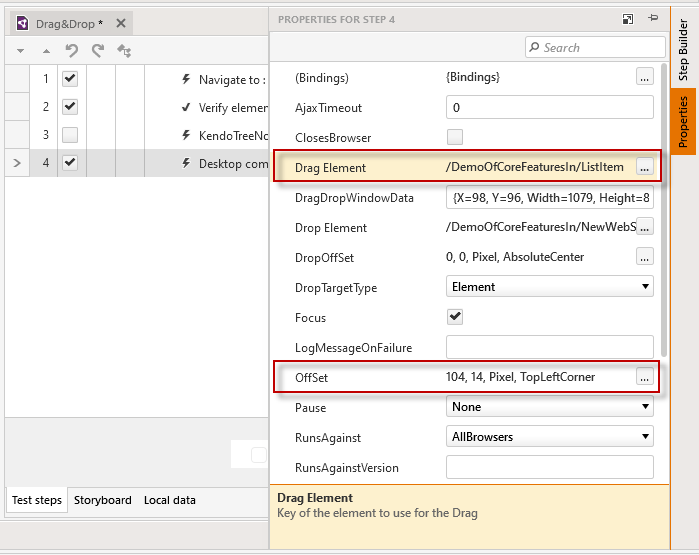 Drag&Drop *
1 Navigate to :
2 Verify elemen
3 KendoTreeNo
4 Desktop com
Test steps Storyboard Local data
PROPERTIES FOR STEP 4
Search
(Bindings) {Bindings} ...
AjaxTimeout 0
ClosesBrowser
Drag Element /DemoOfCoreFeaturesIn/ListItem ...
DragDropWindowData {X=98, Y=96, Width=1079, Height=8
Drop Element /DemoOfCoreFeaturesIn/NewWebS ...
DropOffSet 0, 0, Pixel, AbsoluteCenter ...
DropTargetType Element
Focus
LogMessageOnFailure
OffSet 104, 14, Pixel, TopLeftCorner ...
Pause None
RunsAgainst AllBrowsers
RunsAgainstVersion
Drag Element
Key of the element to use for the Drag
Step Builder
Properties